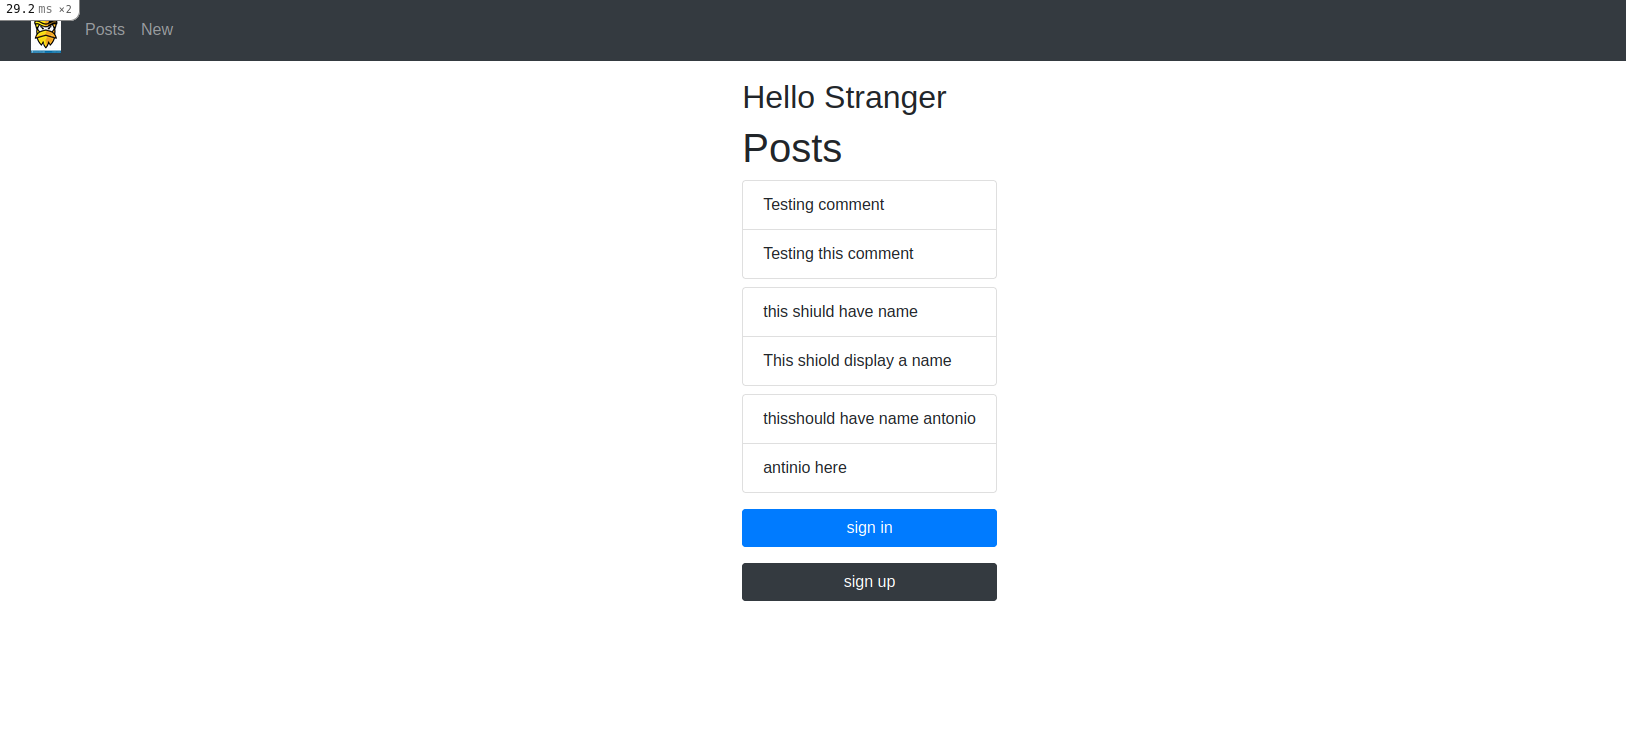 29.2 ms ×2
Posts New
Hello Stranger
Posts
Testing comment
Testing this comment
this shiuld have name
This shiold display a name
thisshould have name antonio
antinio here
sign in
sign up